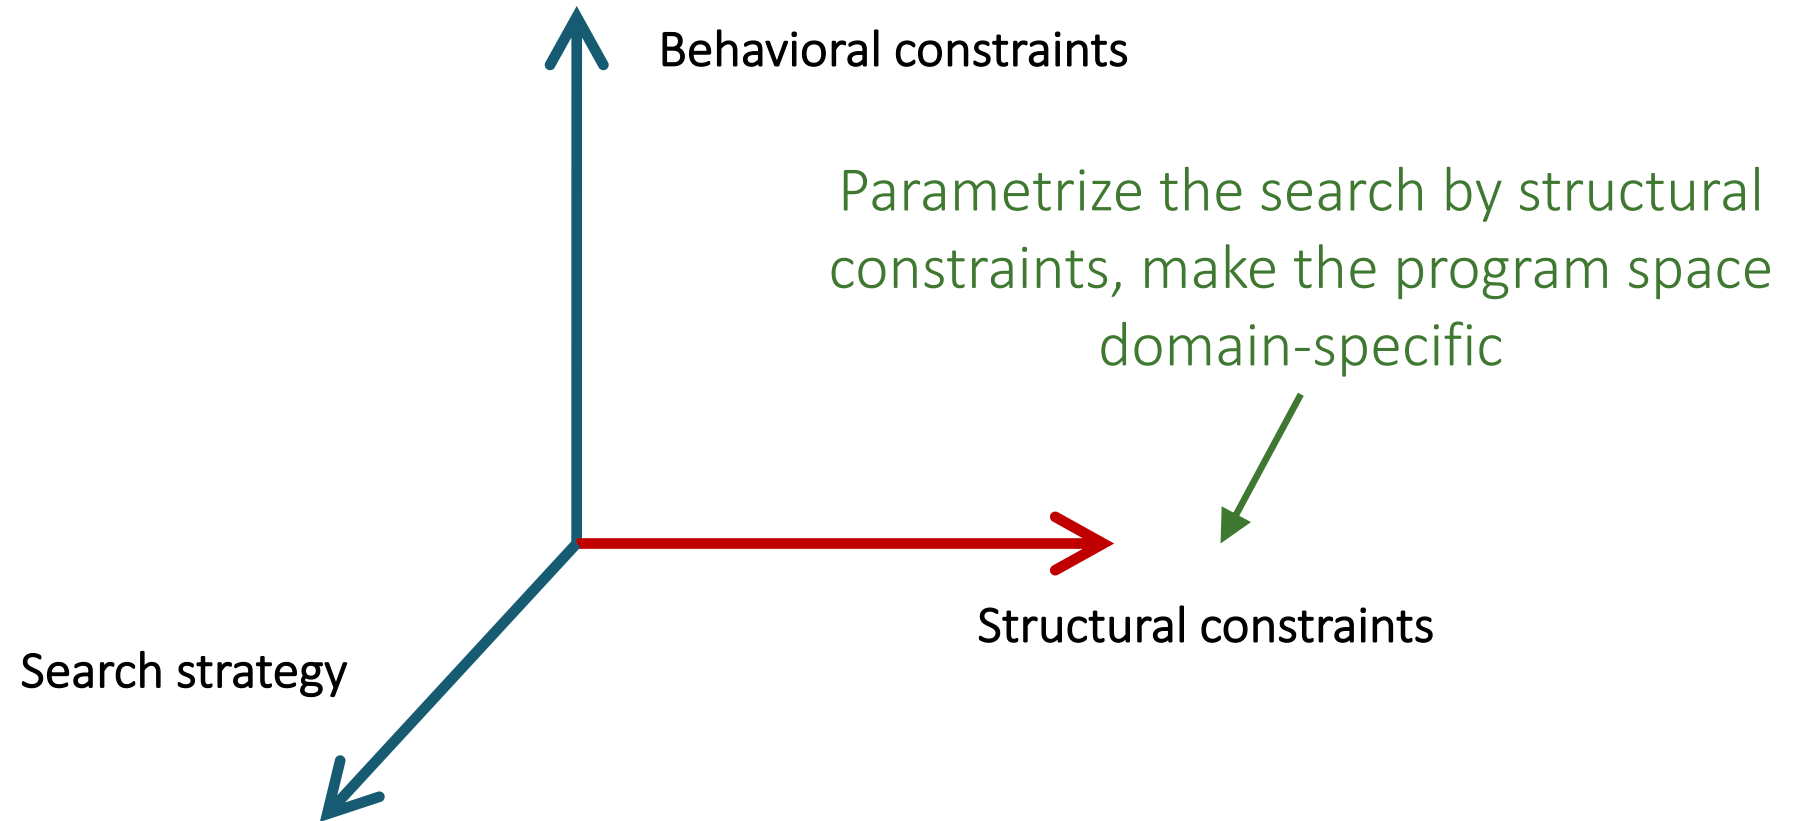 Behavioral constraints
Parametrize the search by structural
constraints, make the program space
domain-specific
Structural constraints
Search strategy